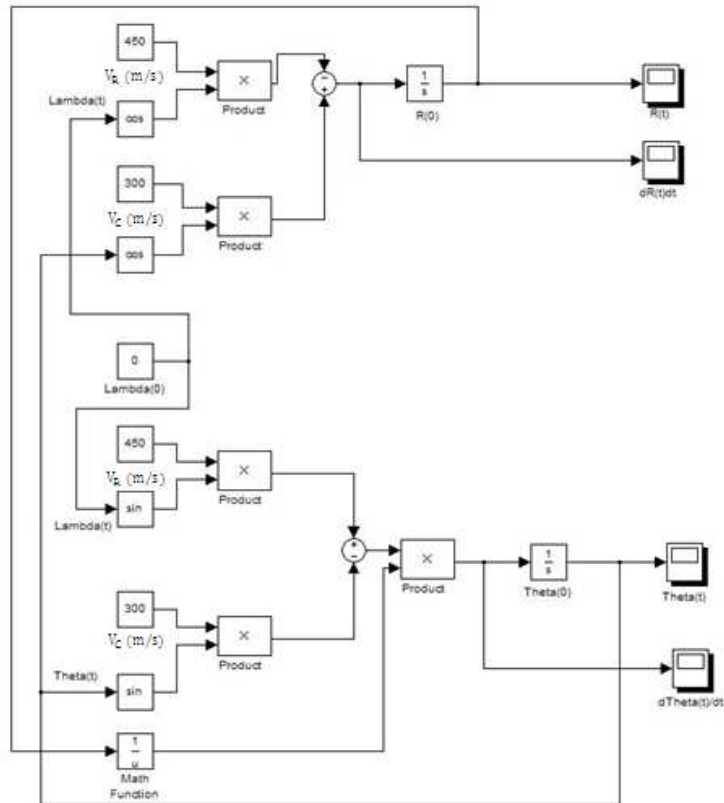 450
V_R (m/s)
×
Product
Lambda(t)
cos
−
+
1
s
R(0)
R(t)
dR(t)dt
300
V_C (m/s)
×
Product
cos
0
Lambda(0)
450
V_R (m/s)
×
Product
Lambda(t)
sin
+
−
×
Product
1
s
Theta(0)
Theta(t)
300
V_C (m/s)
×
Product
Theta(t)
sin
dTheta(t)/dt
1
u
Math
Function